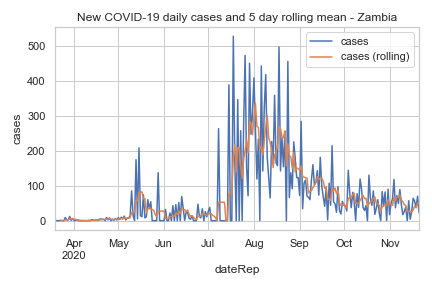 New COVID-19 daily cases and 5 day rolling mean - Zambia
cases
cases (rolling)
cases
500
400
300
200
100
0
Apr
2020
May
Jun
Jul
Aug
Sep
Oct
Nov
dateRep